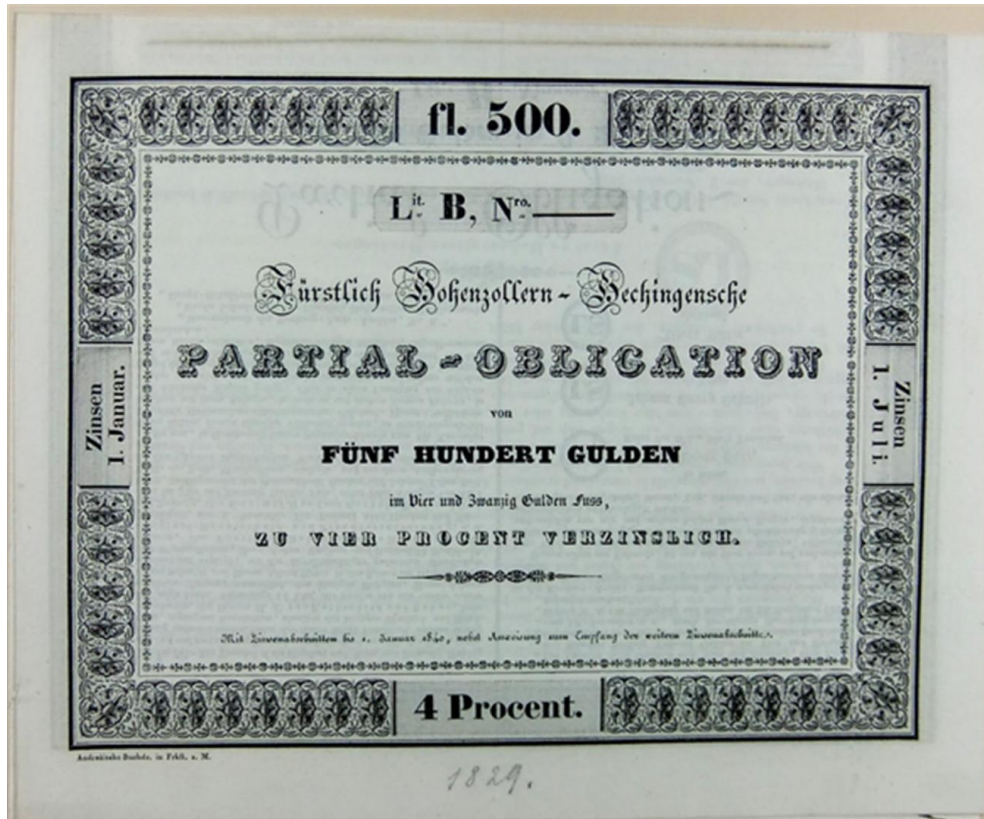 fl. 500.
Lit. B, Nro.
Fürstlich Hohenzollern - Hechingensche
PARTIAL - OBLIGATION
von
FÜNF HUNDERT GULDEN
im Vier und Zwanzig Gulden Fuss,
ZU VIER PROCENT VERZINSLICH.
Mit Zinsenabschnitten bis 1. Januar 1840, nebst Anweisung zum Empfang der weitern Zinsenabschnitte.
Zinsen
1. Januar.
Zinsen
1. Juli.
4 Procent.
in Frkft. a. M.
1829.